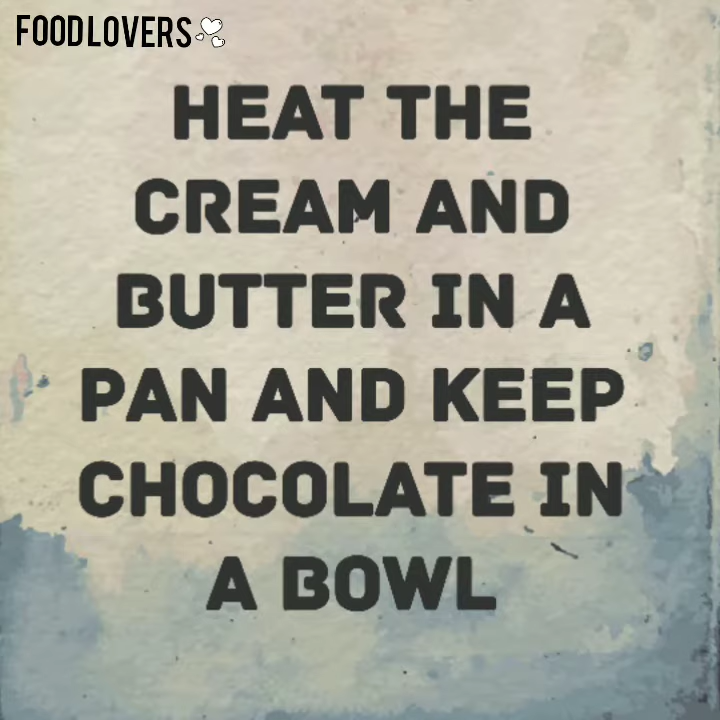 FOODLOVERS
HEAT THE
CREAM AND
BUTTER IN A
PAN AND KEEP
CHOCOLATE IN
A BOWL